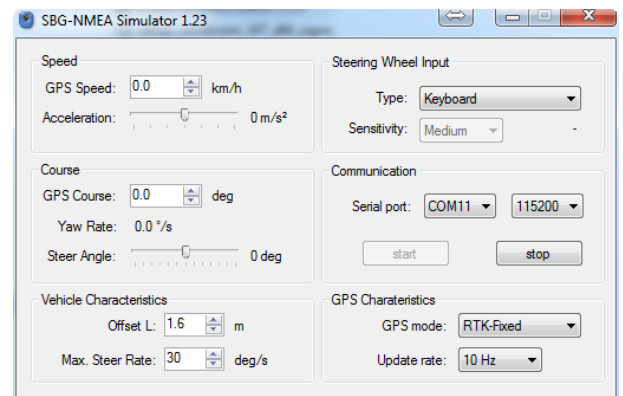 SBG-NMEA Simulator 1.23
Speed
GPS Speed: 0.0 km/h
Acceleration: 0 m/s²
Course
GPS Course: 0.0 deg
Yaw Rate: 0.0 °/s
Steer Angle: 0 deg
Vehicle Characteristics
Offset L: 1.6 m
Max. Steer Rate: 30 deg/s
Steering Wheel Input
Type: Keyboard
Sensitivity: Medium -
Communication
Serial port: COM11 115200
start stop
GPS Charateristics
GPS mode: RTK-Fixed
Update rate: 10 Hz